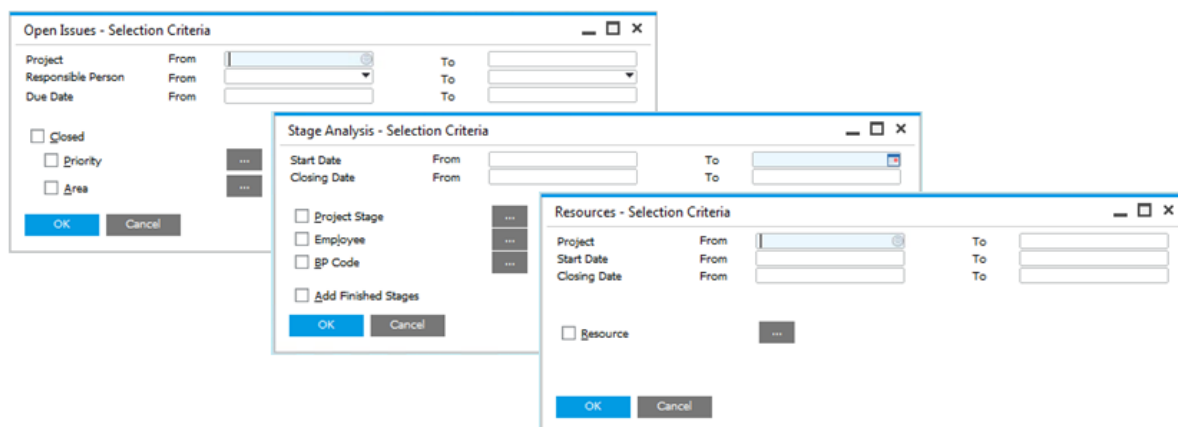 Open Issues - Selection Criteria
Project From To
Responsible Person From To
Due Date From To
Closed
Priority ...
Area ...
OK Cancel
Stage Analysis - Selection Criteria
Start Date From To
Closing Date From To
Project Stage ...
Employee ...
BP Code ...
Add Finished Stages
OK Cancel
Resources - Selection Criteria
Project From To
Start Date From To
Closing Date From To
Resource ...
OK Cancel